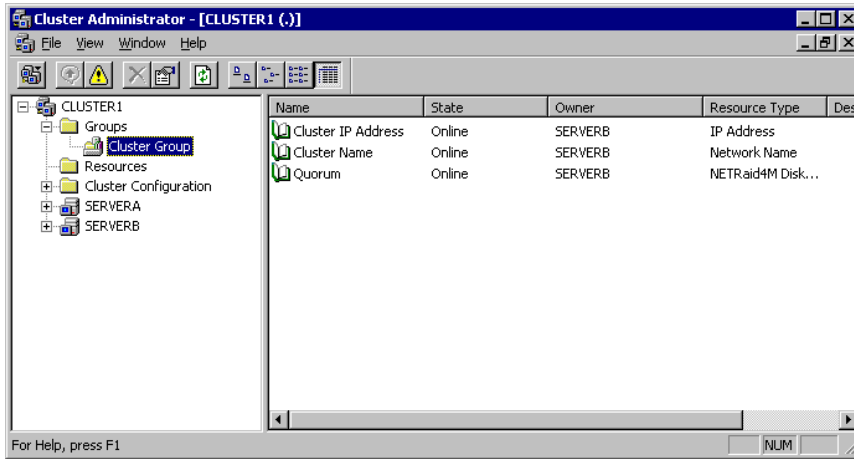 Cluster Administrator - [CLUSTER1 (.)]
File View Window Help
CLUSTER1
Groups
Cluster Group
Resources
Cluster Configuration
SERVERA
SERVERB
Name State Owner Resource Type Des
Cluster IP Address Online SERVERB IP Address
Cluster Name Online SERVERB Network Name
Quorum Online SERVERB NETRaid4M Disk...
For Help, press F1 NUM